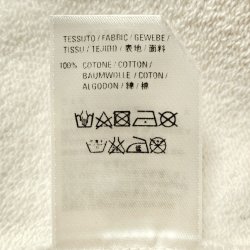 TESSUTO / FABRIC / GEWEBE /
TISSU / TEJIDO / 表地 / 面料
100% COTONE / COTTON /
BAUMWOLLE / COTON /
ALGODON / 綿 / 棉